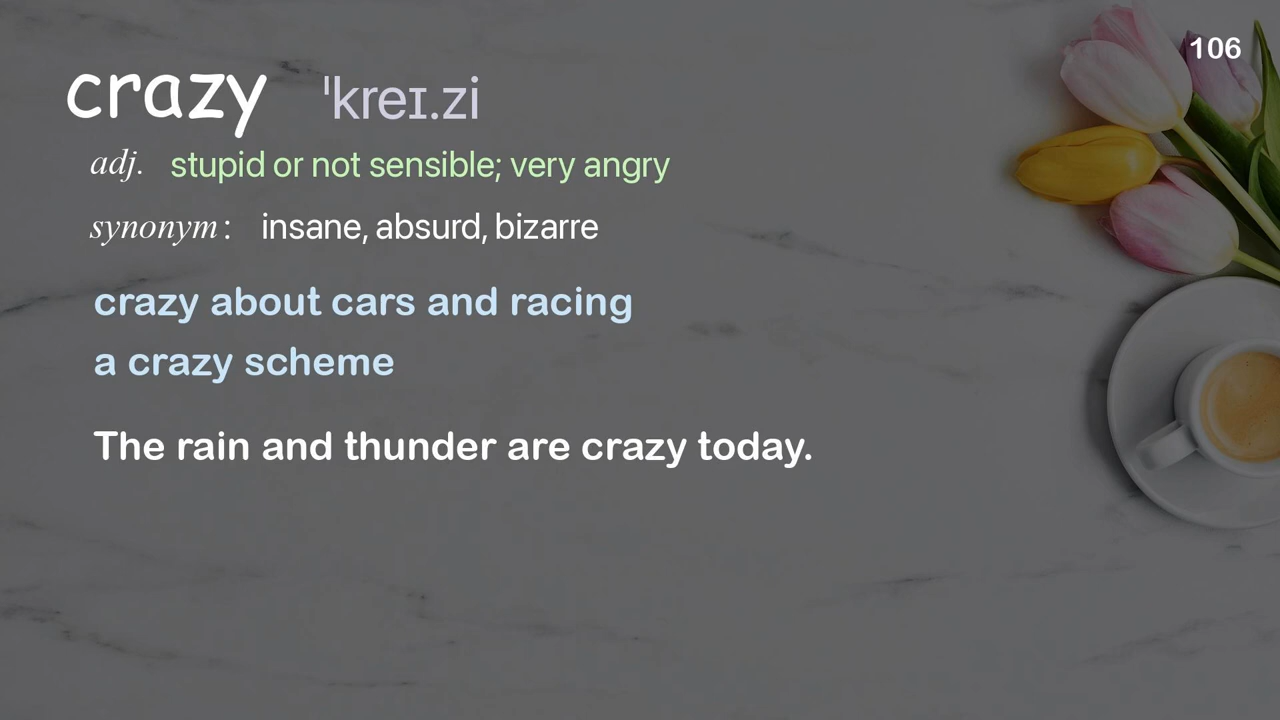 106
crazy ˈkreɪ.zi
adj. stupid or not sensible; very angry
synonym: insane, absurd, bizarre
crazy about cars and racing
a crazy scheme
The rain and thunder are crazy today.